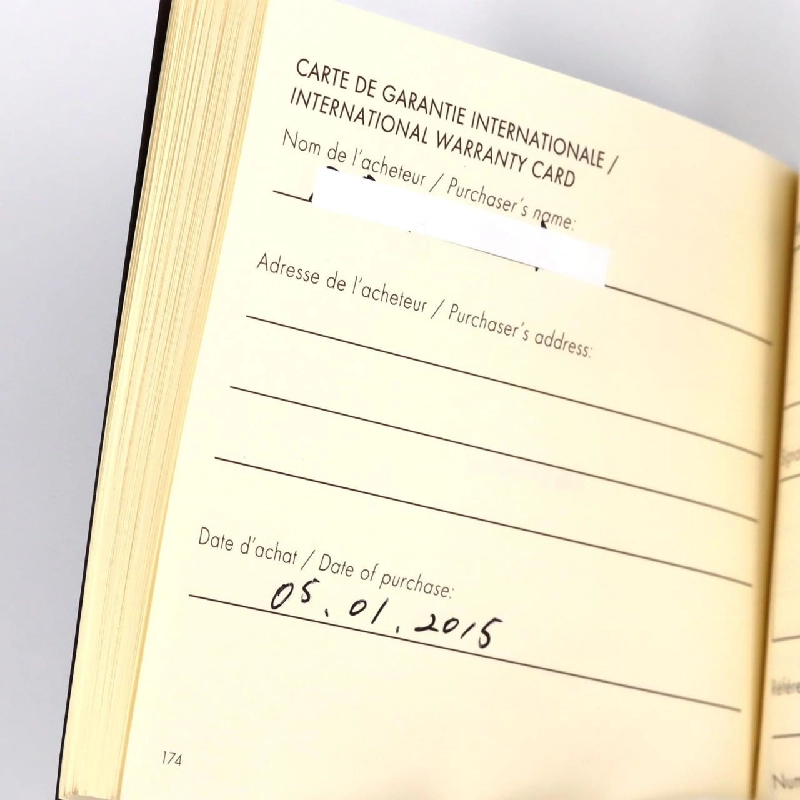 CARTE DE GARANTIE INTERNATIONALE /
INTERNATIONAL WARRANTY CARD
Nom de l'acheteur / Purchaser's name:
Adresse de l'acheteur / Purchaser's address:
Date d'achat / Date of purchase:
05.01.2015
174